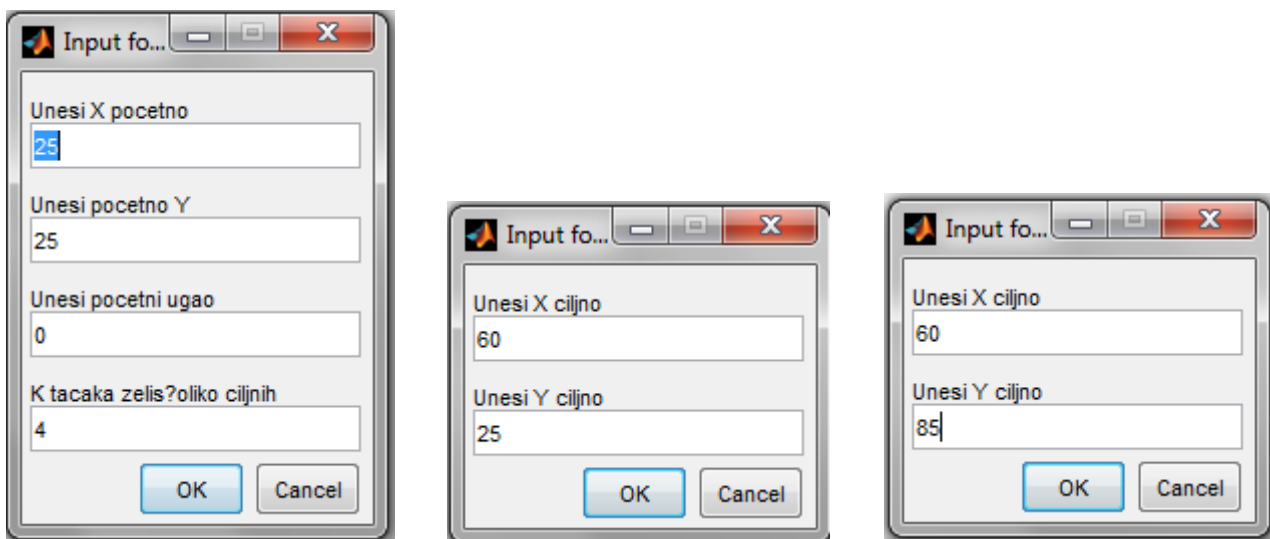 Input fo...
Unesi X pocetno
25
Unesi pocetno Y
25
Unesi pocetni ugao
0
K tacaka zelis?oliko ciljnih
4
OK Cancel
Input fo...
Unesi X ciljno
60
Unesi Y ciljno
25
OK Cancel
Input fo...
Unesi X ciljno
60
Unesi Y ciljno
85
OK Cancel